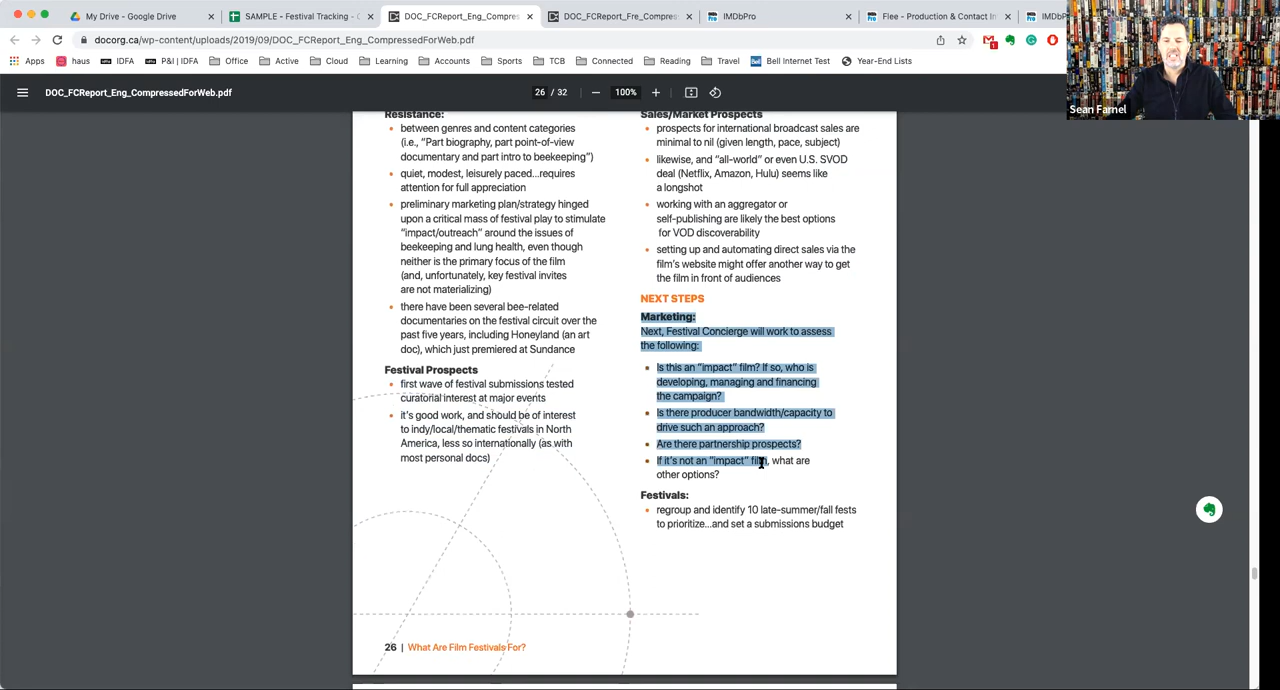 My Drive - Google Drive
SAMPLE - Festival Tracking - G
DOC_FCReport_Eng_Compres
DOC_FCReport_Fre_Compres
IMDbPro
Flee - Production & Contact In
IMDbP
docorg.ca/wp-content/uploads/2019/09/DOC_FCReport_Eng_CompressedForWeb.pdf
1
Apps
haus
IDFA
P&I | IDFA
Office
Active
Cloud
Learning
Accounts
Sports
TCB
Connected
Reading
Travel
Bell
Bell Internet Test
Year-End Lists
DOC_FCReport_Eng_CompressedForWeb.pdf
26 / 32
100%
Sean Farnel
Resistance:
• between genres and content categories
(i.e., “Part biography, part point-of-view
documentary and part intro to beekeeping”)
• quiet, modest, leisurely paced...requires
attention for full appreciation
• preliminary marketing plan/strategy hinged
upon a critical mass of festival play to stimulate
“impact/outreach” around the issues of
beekeeping and lung health, even though
neither is the primary focus of the film
(and, unfortunately, key festival invites
are not materializing)
• there have been several bee-related
documentaries on the festival circuit over the
past five years, including Honeyland (an art
doc), which just premiered at Sundance
Festival Prospects
• first wave of festival submissions tested
curatorial interest at major events
• it’s good work, and should be of interest
to indy/local/thematic festivals in North
America, less so internationally (as with
most personal docs)
Sales/Market Prospects
• prospects for international broadcast sales are
minimal to nil (given length, pace, subject)
• likewise, and “all-world” or even U.S. SVOD
deal (Netflix, Amazon, Hulu) seems like
a longshot
• working with an aggregator or
self-publishing are likely the best options
for VOD discoverability
• setting up and automating direct sales via the
film’s website might offer another way to get
the film in front of audiences
NEXT STEPS
Marketing:
Next, Festival Concierge will work to assess
the following:
• Is this an “impact” film? If so, who is
developing, managing and financing
the campaign?
• Is there producer bandwidth/capacity to
drive such an approach?
• Are there partnership prospects?
• If it’s not an “impact” film, what are
other options?
Festivals:
• regroup and identify 10 late-summer/fall fests
to prioritize...and set a submissions budget
26 | What Are Film Festivals For?